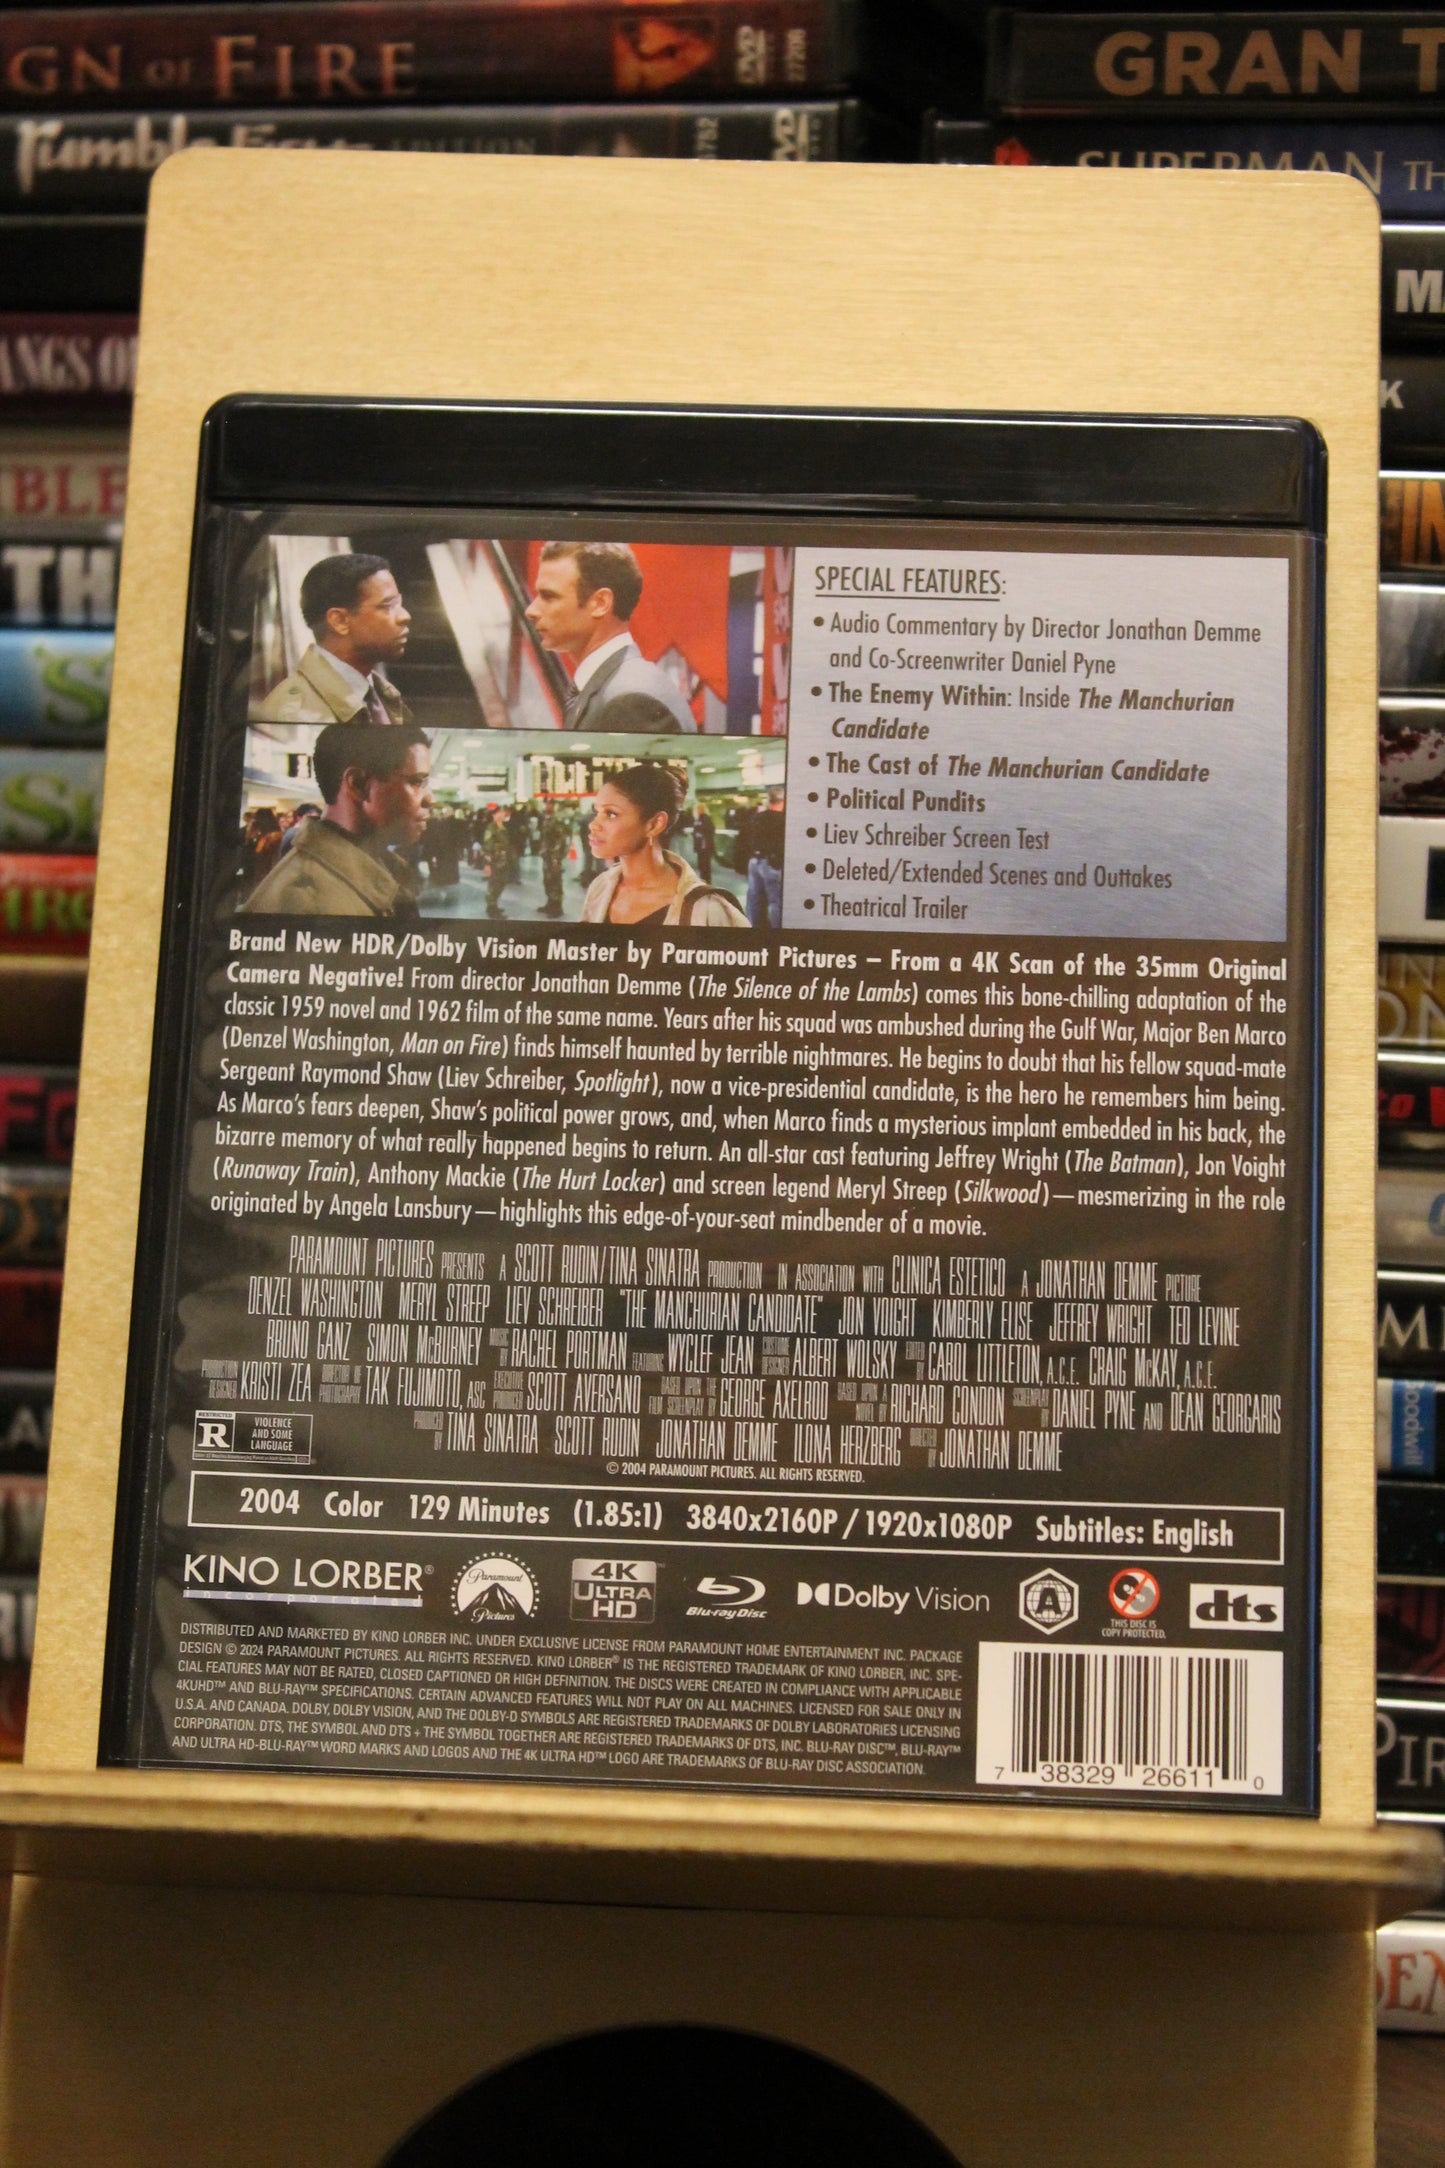 GN OF FIRE
DVD
27206
GRAN T
Rumble Fish
EDITION
DVD
SUPERMAN TH
ANGS O
M
K
BLE
TH
IN
S
SPECIAL FEATURES:
• Audio Commentary by Director Jonathan Demme
and Co-Screenwriter Daniel Pyne
• The Enemy Within: Inside The Manchurian
Candidate
• The Cast of The Manchurian Candidate
• Political Pundits
• Liev Schreiber Screen Test
• Deleted/Extended Scenes and Outtakes
• Theatrical Trailer
Brand New HDR/Dolby Vision Master by Paramount Pictures – From a 4K Scan of the 35mm Original
Camera Negative! From director Jonathan Demme (The Silence of the Lambs) comes this bone-chilling adaptation of the
classic 1959 novel and 1962 film of the same name. Years after his squad was ambushed during the Gulf War, Major Ben Marco
(Denzel Washington, Man on Fire) finds himself haunted by terrible nightmares. He begins to doubt that his fellow squad-mate
Sergeant Raymond Shaw (Liev Schreiber, Spotlight), now a vice-presidential candidate, is the hero he remembers him being.
As Marco's fears deepen, Shaw's political power grows, and, when Marco finds a mysterious implant embedded in his back, the
bizarre memory of what really happened begins to return. An all-star cast featuring Jeffrey Wright (The Batman), Jon Voight
(Runaway Train), Anthony Mackie (The Hurt Locker) and screen legend Meryl Streep (Silkwood)—mesmerizing in the role
originated by Angela Lansbury—highlights this edge-of-your-seat mindbender of a movie.
PARAMOUNT PICTURES PRESENTS A SCOTT RUDIN/TINA SINATRA PRODUCTION IN ASSOCIATION WITH CLINICA ESTETICO A JONATHAN DEMME PICTURE
DENZEL WASHINGTON MERYL STREEP LIEV SCHREIBER "THE MANCHURIAN CANDIDATE" JON VOIGHT KIMBERLY ELISE JEFFREY WRIGHT TED LEVINE
BRUNO GANZ SIMON McBURNEY MUSIC BY RACHEL PORTMAN FEATURING WYCLEF JEAN COSTUME DESIGNER ALBERT WOLSKY EDITED BY CAROL LITTLETON, A.C.E. CRAIG McKAY, A.C.E.
PRODUCTION DESIGNER KRISTI ZEA DIRECTOR OF PHOTOGRAPHY TAK FUJIMOTO, ASC EXECUTIVE PRODUCER SCOTT AVERSANO BASED UPON THE FILM SCREENPLAY BY GEORGE AXELROD BASED UPON A NOVEL BY RICHARD CONDON SCREENPLAY BY DANIEL PYNE AND DEAN GEORGARIS
PRODUCED BY TINA SINATRA SCOTT RUDIN JONATHAN DEMME ILONA HERZBERG DIRECTED BY JONATHAN DEMME
RESTRICTED
R
VIOLENCE
AND SOME
LANGUAGE
© 2004 PARAMOUNT PICTURES. ALL RIGHTS RESERVED.
2004 Color 129 Minutes (1.85:1) 3840x2160P / 1920x1080P Subtitles: English
KINO LORBER®
incorporated
Paramount
Pictures
4K
ULTRA
HD™
Blu-ray Disc
Dolby Vision
A
THIS DISC IS
COPY PROTECTED.
dts
DISTRIBUTED AND MARKETED BY KINO LORBER INC. UNDER EXCLUSIVE LICENSE FROM PARAMOUNT HOME ENTERTAINMENT INC. PACKAGE
DESIGN © 2024 PARAMOUNT PICTURES. ALL RIGHTS RESERVED. KINO LORBER® IS THE REGISTERED TRADEMARK OF KINO LORBER, INC. SPE-
CIAL FEATURES MAY NOT BE RATED, CLOSED CAPTIONED OR HIGH DEFINITION. THE DISCS WERE CREATED IN COMPLIANCE WITH APPLICABLE
4KUHD™ AND BLU-RAY™ SPECIFICATIONS. CERTAIN ADVANCED FEATURES WILL NOT PLAY ON ALL MACHINES. LICENSED FOR SALE ONLY IN
U.S.A. AND CANADA. DOLBY, DOLBY VISION, AND THE DOLBY-D SYMBOLS ARE REGISTERED TRADEMARKS OF DOLBY LABORATORIES LICENSING
CORPORATION. DTS, THE SYMBOL AND DTS + THE SYMBOL TOGETHER ARE REGISTERED TRADEMARKS OF DTS, INC. BLU-RAY DISC™, BLU-RAY™
AND ULTRA HD-BLU-RAY™ WORD MARKS AND LOGOS AND THE 4K ULTRA HD™ LOGO ARE TRADEMARKS OF BLU-RAY DISC ASSOCIATION.
7 38329 26611 0
PIR